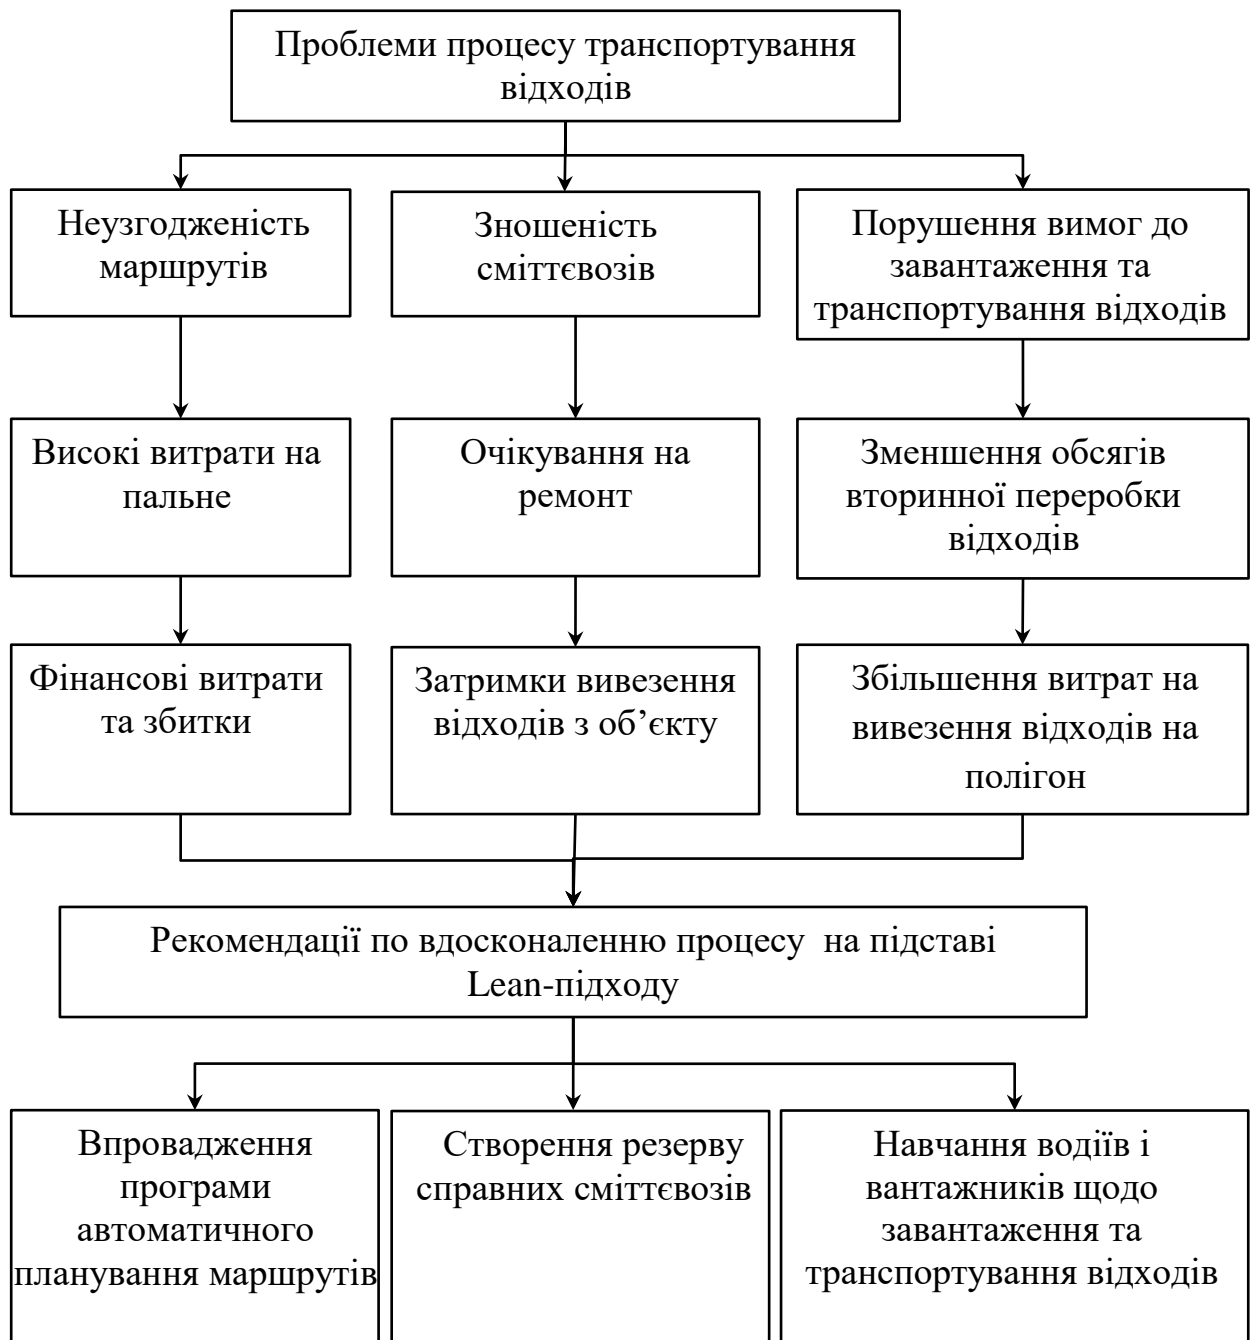 Проблеми процесу транспортування
відходів
Неузгодженість
маршрутів
Зношеність
сміттєвозів
Порушення вимог до
завантаження та
транспортування відходів
Високі витрати на
пальне
Очікування на
ремонт
Зменшення обсягів
вторинної переробки
відходів
Фінансові витрати
та збитки
Затримки вивезення
відходів з об’єкту
Збільшення витрат на
вивезення відходів на
полігон
Рекомендації по вдосконаленню процесу  на підставі
Lean-підходу
Впровадження
програми
автоматичного
планування маршрутів
Створення резерву
справних сміттєвозів
Навчання водіїв і
вантажників щодо
завантаження та
транспортування відходів